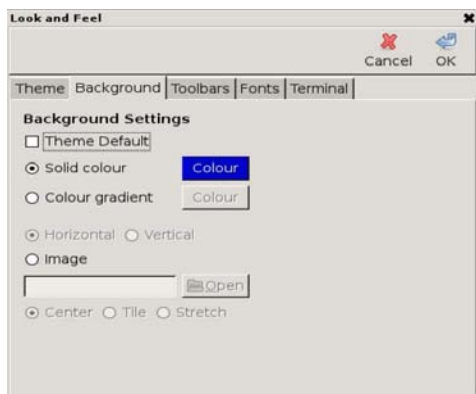 Look and Feel
Cancel OK
Theme Background Toolbars Fonts Terminal
Background Settings
Theme Default
Solid colour Colour
Colour gradient Colour
Horizontal Vertical
Image
Open
Center Tile Stretch